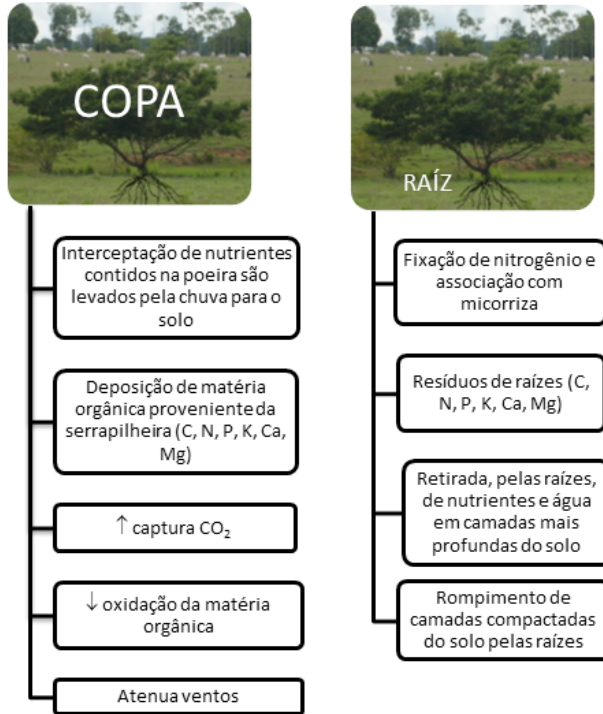 COPA
Interceptação de nutrientes
contidos na poeira são
levados pela chuva para o
solo
Deposição de matéria
orgânica proveniente da
serrapilheira (C, N, P, K, Ca,
Mg)
↑ captura CO₂
↓ oxidação da matéria
orgânica
Atenua ventos
RAÍZ
Fixação de nitrogênio e
associação com
micorriza
Resíduos de raízes (C,
N, P, K, Ca, Mg)
Retirada, pelas raízes,
de nutrientes e água
em camadas mais
profundas do solo
Rompimento de
camadas compactadas
do solo pelas raízes